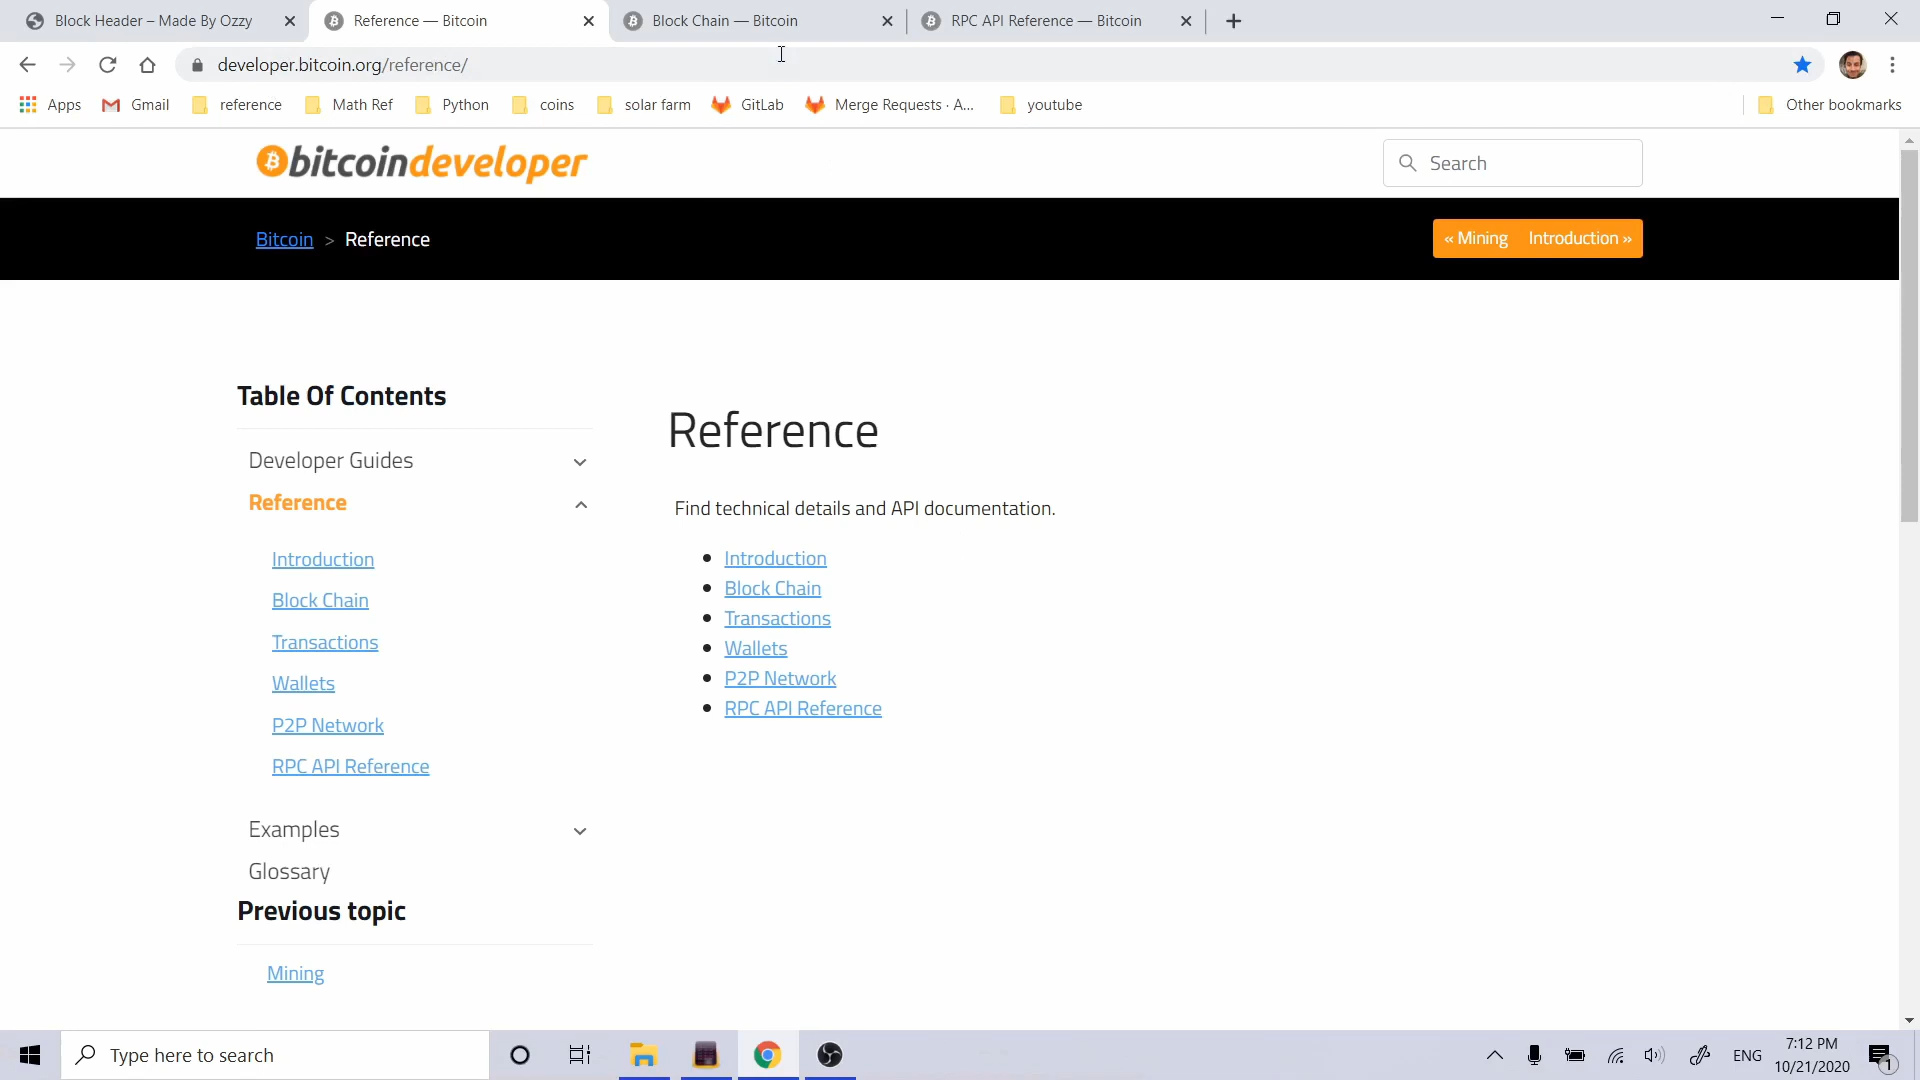 Block Header – Made By Ozzy
Reference — Bitcoin
Block Chain — Bitcoin
RPC API Reference — Bitcoin
developer.bitcoin.org/reference/
Apps
Gmail
reference
Math Ref
Python
coins
solar farm
GitLab
Merge Requests · A...
youtube
Other bookmarks
bitcoindeveloper
Search
Bitcoin > Reference
« Mining Introduction »
Table Of Contents
Developer Guides
Reference
Introduction
Block Chain
Transactions
Wallets
P2P Network
RPC API Reference
Examples
Glossary
Previous topic
Mining
Reference
Find technical details and API documentation.
Introduction
Block Chain
Transactions
Wallets
P2P Network
RPC API Reference
Type here to search
ENG
7:12 PM
10/21/2020
1